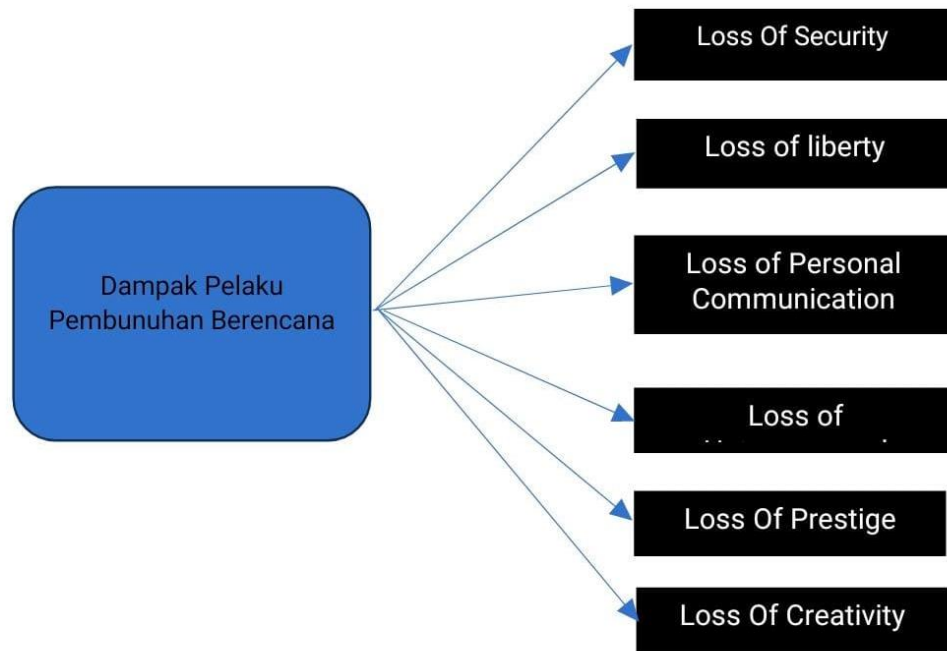 Loss Of Security
Loss of liberty
Loss of Personal
Communication
Dampak Pelaku
Pembunuhan Berencana
Loss of
Loss Of Prestige
Loss Of Creativity